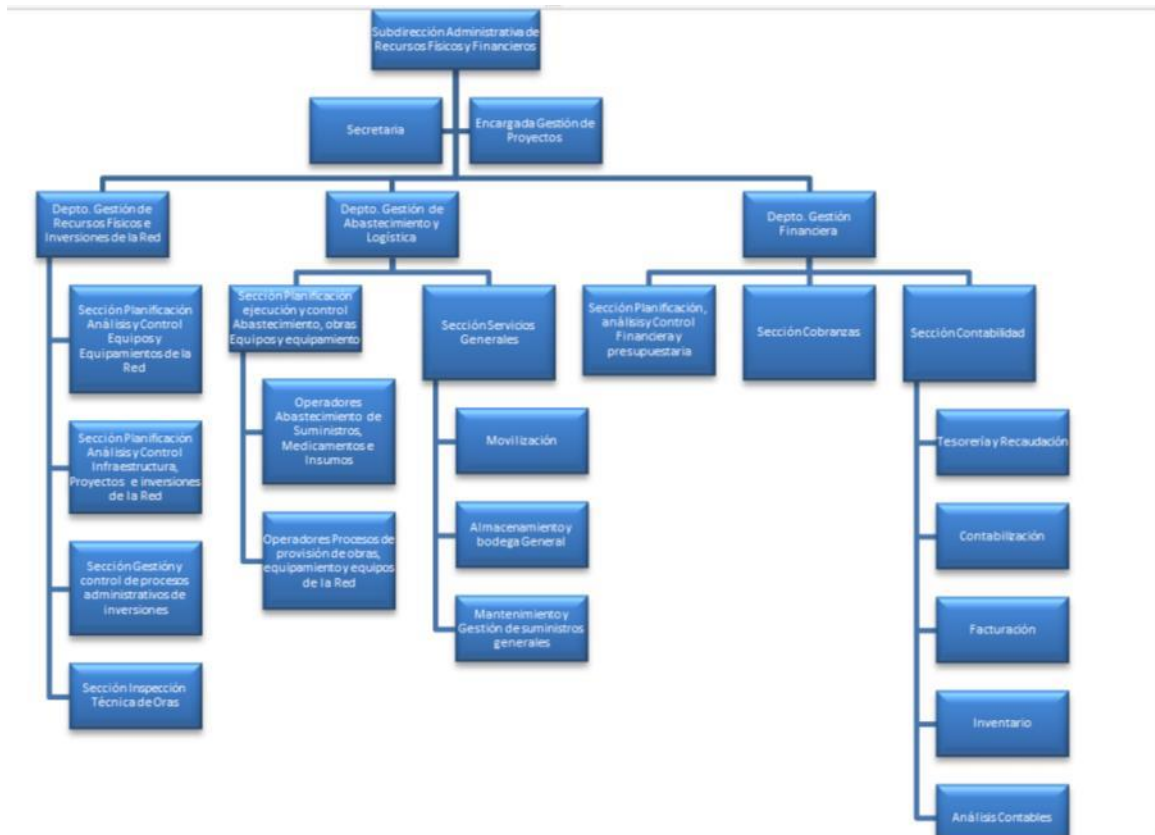 Subdirección Administrativa de
Recursos Físicos y Financieros
Secretaria
Encargada Gestión de
Proyectos
Depto. Gestión de
Recursos Físicos e
Inversiones de la Red
Depto. Gestión de
Abastecimiento y
Logística
Depto. Gestión
Financiera
Sección Planificación
Análisis y Control
Equipos y
Equipamientos de la
Red
Sección Planificación
Análisis y Control
Infraestructura,
Proyectos e inversiones
de la Red
Sección Gestión y
control de procesos
administrativos de
inversiones
Sección Inspección
Técnica de Oras
Sección Planificación
ejecución y control
Abastecimiento, obras
Equipos y equipamiento
Operadores
Abastecimiento de
Suministros,
Medicamentos e
Insumos
Operadores Procesos de
provisión de obras,
equipamiento y equipos
de la Red
Sección Servicios
Generales
Movilización
Almacenamiento y
bodega General
Mantenimiento y
Gestión de suministros
generales
Sección Planificación,
análisis y Control
Financiera y
presupuestaria
Sección Cobranzas
Sección Contabilidad
Tesorería y Recaudación
Contabilización
Facturación
Inventario
Análisis Contables